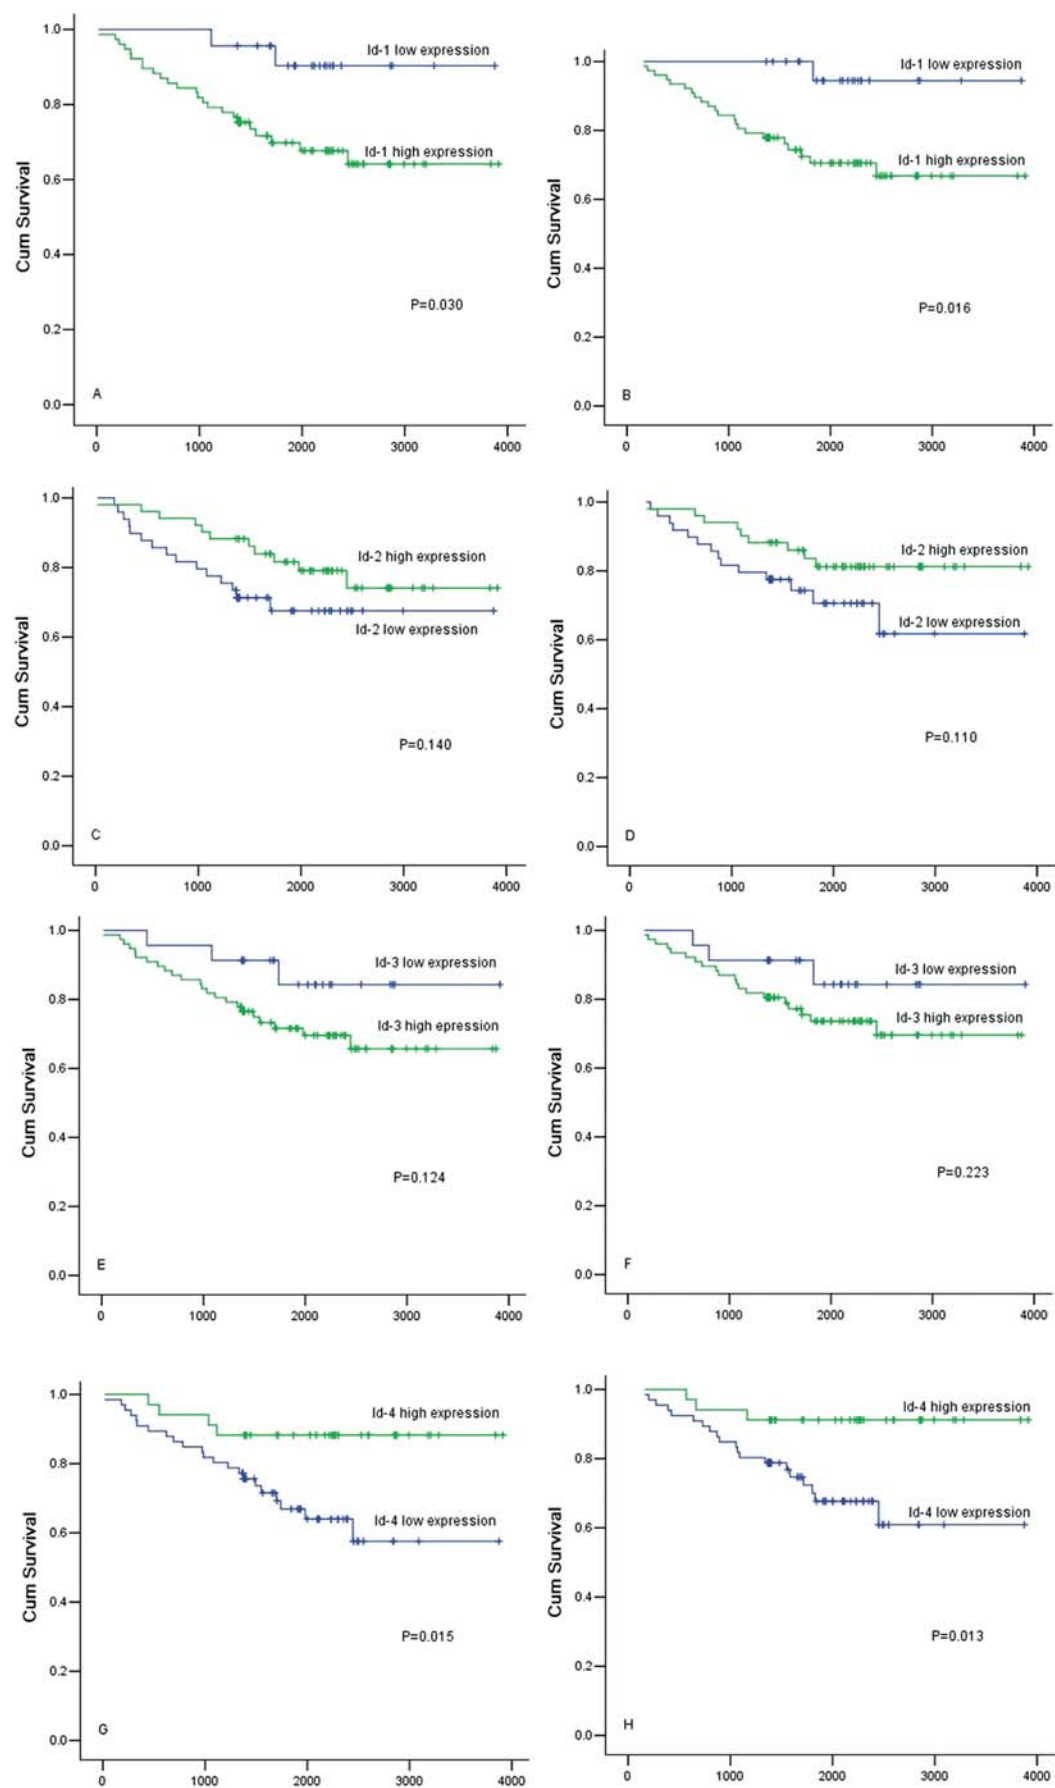 1.0
Id-1 low expression
0.8
Id-1 high expression
0.6
Cum Survival
0.4
P=0.030
0.2
A
0.0
0 1000 2000 3000 4000
1.0
Id-1 low expression
0.8
Id-1 high expression
0.6
Cum Survival
0.4
P=0.016
0.2
B
0.0
0 1000 2000 3000 4000
1.0
Id-2 high expression
0.8
Id-2 low expression
0.6
Cum Survival
0.4
P=0.140
0.2
C
0.0
0 1000 2000 3000 4000
1.0
Id-2 high expression
0.8
Id-2 low expression
0.6
Cum Survival
0.4
P=0.110
0.2
D
0.0
0 1000 2000 3000 4000
1.0
Id-3 low expression
0.8
Id-3 high epression
0.6
Cum Survival
0.4
P=0.124
0.2
E
0.0
0 1000 2000 3000 4000
1.0
Id-3 low expression
0.8
Id-3 high expression
0.6
Cum Survival
0.4
P=0.223
0.2
F
0.0
0 1000 2000 3000 4000
1.0
Id-4 high expression
0.8
Id-4 low expression
0.6
Cum Survival
0.4
P=0.015
0.2
G
0.0
0 1000 2000 3000 4000
1.0
Id-4 high expression
0.8
Id-4 low expression
0.6
Cum Survival
0.4
P=0.013
0.2
H
0.0
0 1000 2000 3000 4000